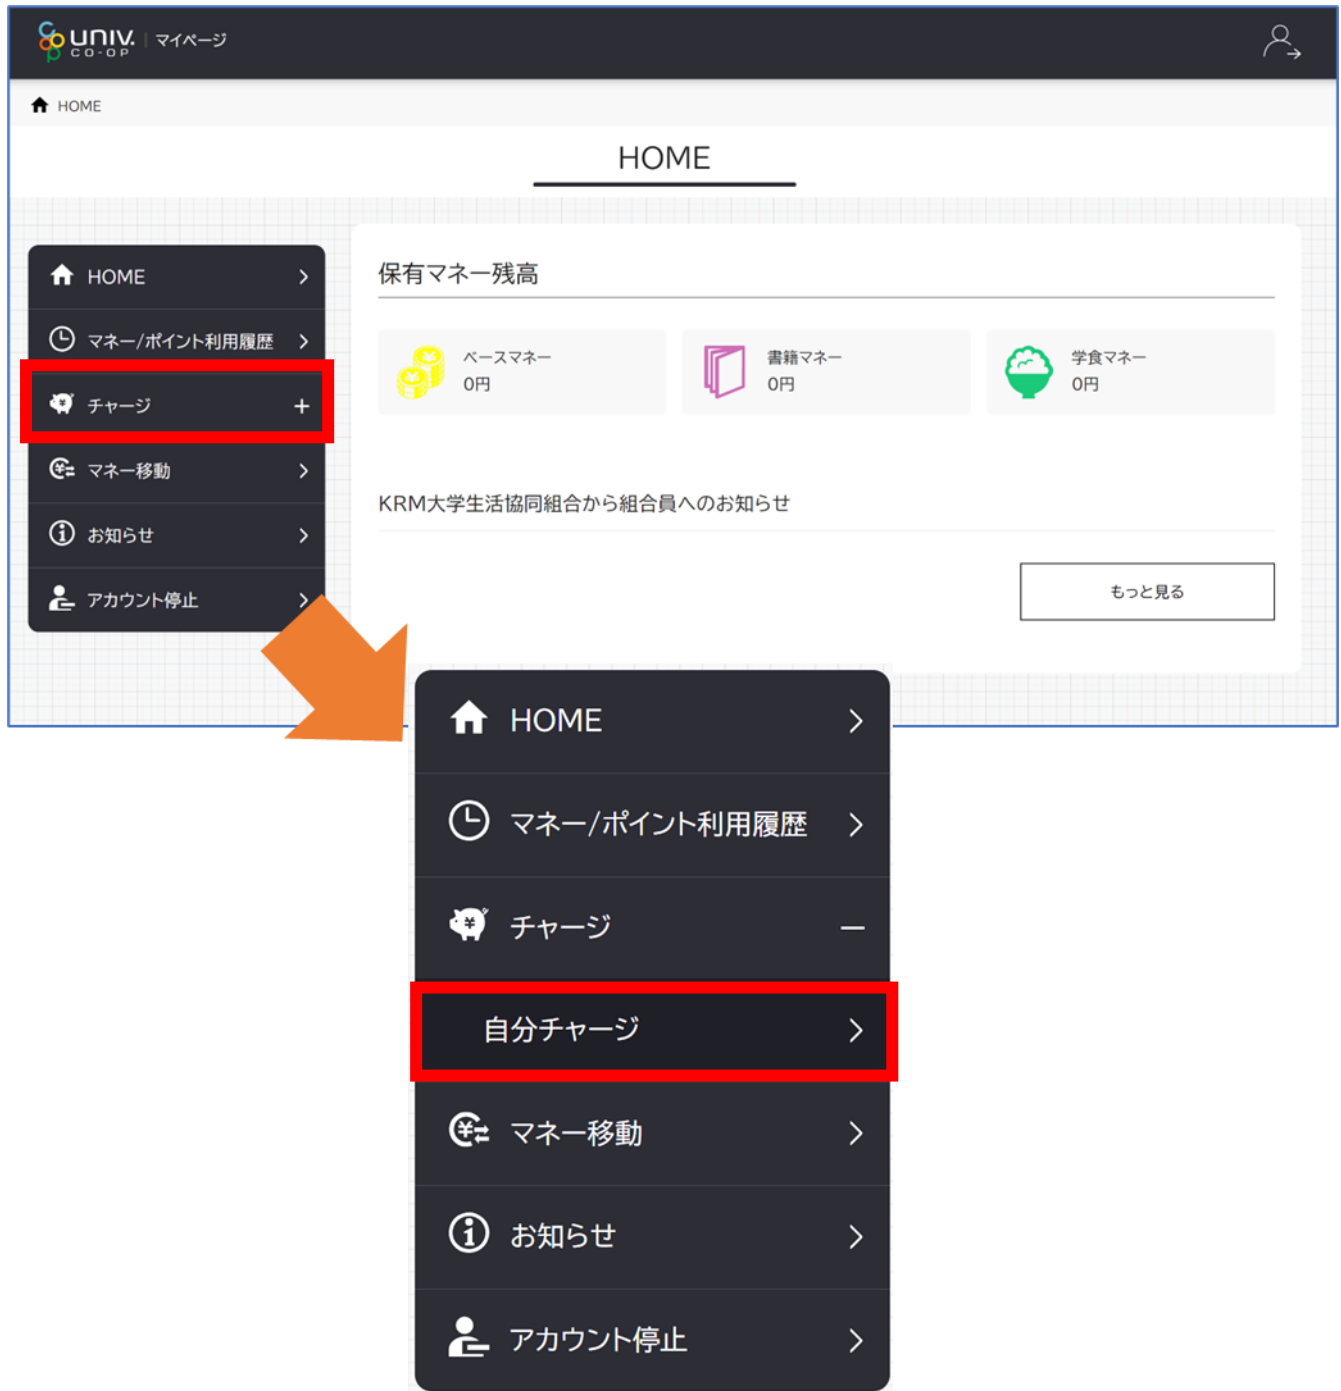 UNIV. CO-OP マイページ
HOME
HOME
HOME
マネー/ポイント利用履歴
チャージ
マネー移動
お知らせ
アカウント停止
保有マネー残高
ベースマネー
0円
書籍マネー
0円
学食マネー
0円
KRM大学生活協同組合から組合員へのお知らせ
もっと見る
HOME
マネー/ポイント利用履歴
チャージ
自分チャージ
マネー移動
お知らせ
アカウント停止